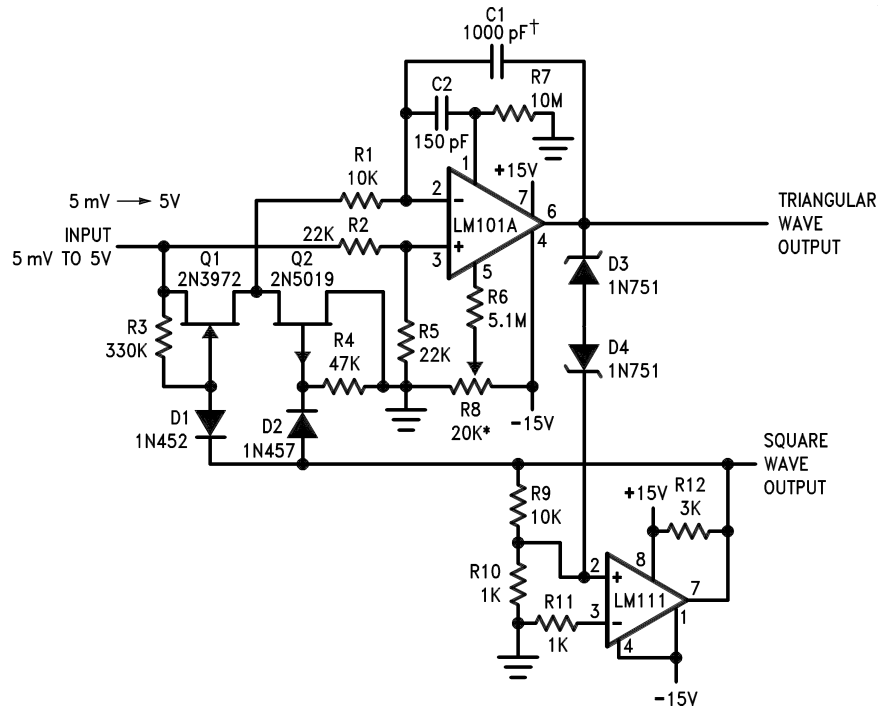 C1
1000 pF†
C2
150 pF
R7
10M
R1
10K
1
+15V
7
2
-
LM101A
6
4
TRIANGULAR
WAVE
OUTPUT
5 mV → 5V
INPUT
5 mV TO 5V
22K
R2
3
+
5
Q1
2N3972
Q2
2N5019
R6
5.1M
D3
1N751
R3
330K
R4
47K
R5
22K
D4
1N751
R8
20K*
-15V
D1
1N452
D2
1N457
SQUARE
WAVE
OUTPUT
R9
10K
+15V
R12
3K
R10
1K
2
+
8
LM111
7
R11
1K
3
-
1
4
-15V